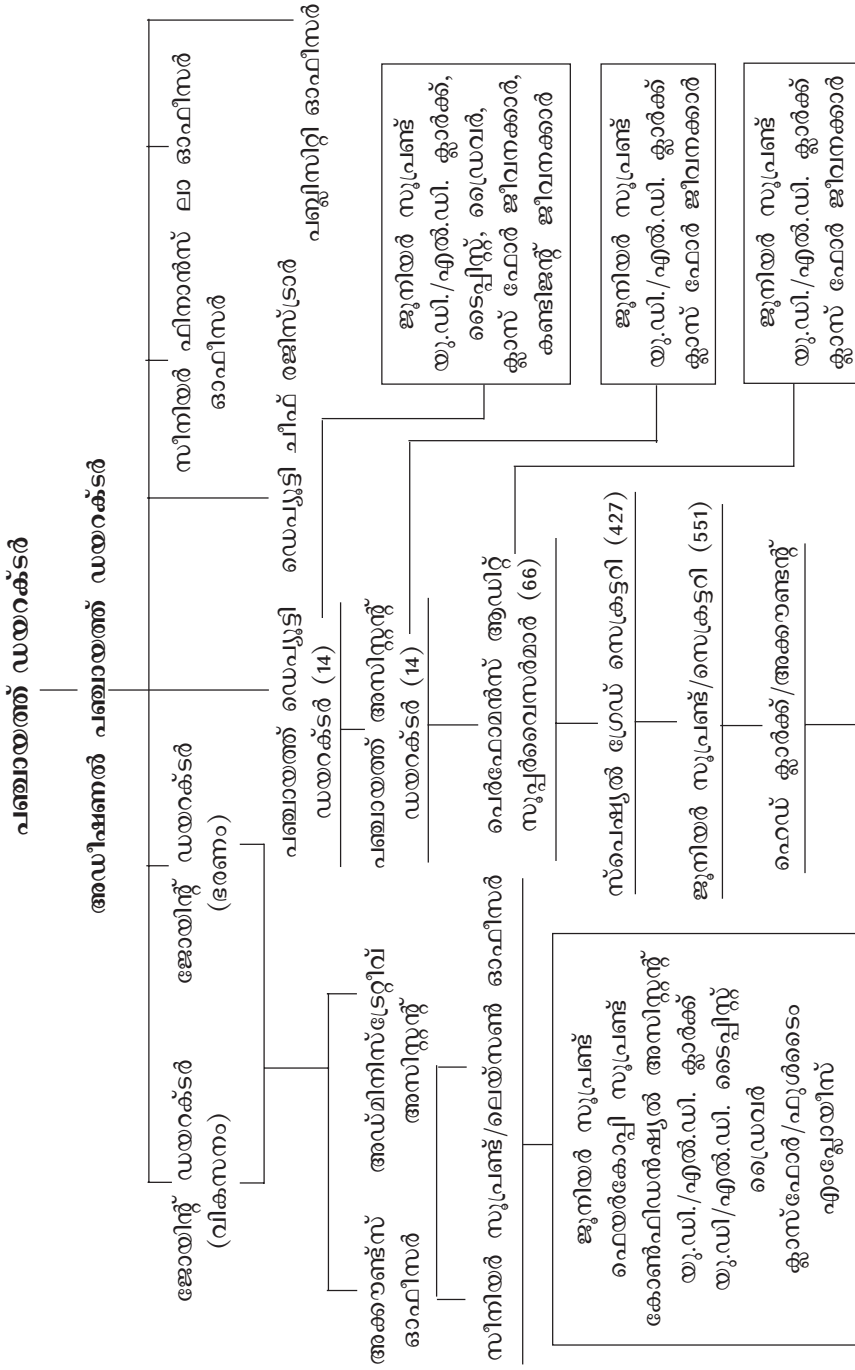 പഞ്ചായത്ത് ഡയറക്ടർ
അഡീഷണൽ പഞ്ചായത്ത് ഡയറക്ടർ
ജോയിന്റ് ഡയറക്ടർ
(വികസനം)
ജോയിന്റ് ഡയറക്ടർ
(ഭരണം)
സീനിയർ ഫിനാൻസ് ലാ ഓഫീസർ
ഓഫീസർ
പഞ്ചായത്ത് ഡെപ്യൂട്ടി
ഡയറക്ടർ (14)
ഡെപ്യൂട്ടി ചീഫ് രജിസ്ട്രാർ
പബ്ലിസിറ്റി ഓഫീസർ
അക്കൗണ്ട്സ്
ഓഫീസർ
അഡ്മിനിസ്ട്രേറ്റീവ്
അസിസ്റ്റന്റ്
പഞ്ചായത്ത് അസിസ്റ്റന്റ്
ഡയറക്ടർ (14)
ജൂനിയർ സൂപ്രണ്ട്
യു.ഡി./എൽ.ഡി. ക്ലാർക്ക്,
ടൈപ്പിസ്റ്റ്, ഡ്രൈവർ,
ക്ലാസ് ഫോർ ജീവനക്കാർ,
കണ്ടിജന്റ് ജീവനക്കാർ
സീനിയർ സൂപ്രണ്ട്/ലെയ്സൺ ഓഫീസർ
പെർഫോമൻസ് ആഡിറ്റ്
സൂപ്പർവൈസർമാർ (66)
ജൂനിയർ സൂപ്രണ്ട്
യു.ഡി./എൽ.ഡി. ക്ലാർക്ക്
ക്ലാസ് ഫോർ ജീവനക്കാർ
സ്പെഷ്യൽ ഗ്രേഡ് സെക്രട്ടറി (427)
ജൂനിയർ സൂപ്രണ്ട്/സെക്രട്ടറി (551)
ഹെഡ് ക്ലാർക്ക്/അക്കൗണ്ടന്റ്
ജൂനിയർ സൂപ്രണ്ട്
യു.ഡി./എൽ.ഡി. ക്ലാർക്ക്
ക്ലാസ് ഫോർ ജീവനക്കാർ
ജൂനിയർ സൂപ്രണ്ട്
ഫെയർകോപ്പി സൂപ്രണ്ട്
കോൺഫിഡൻഷ്യൽ അസിസ്റ്റന്റ്
യു.ഡി./എൽ.ഡി. ക്ലാർക്ക്
യു.ഡി/എൽ.ഡി. ടൈപ്പിസ്റ്റ്
ഡ്രൈവർ
ക്ലാസ്ഫോർ/ഫുൾടൈം
എംപ്ലോയീസ്